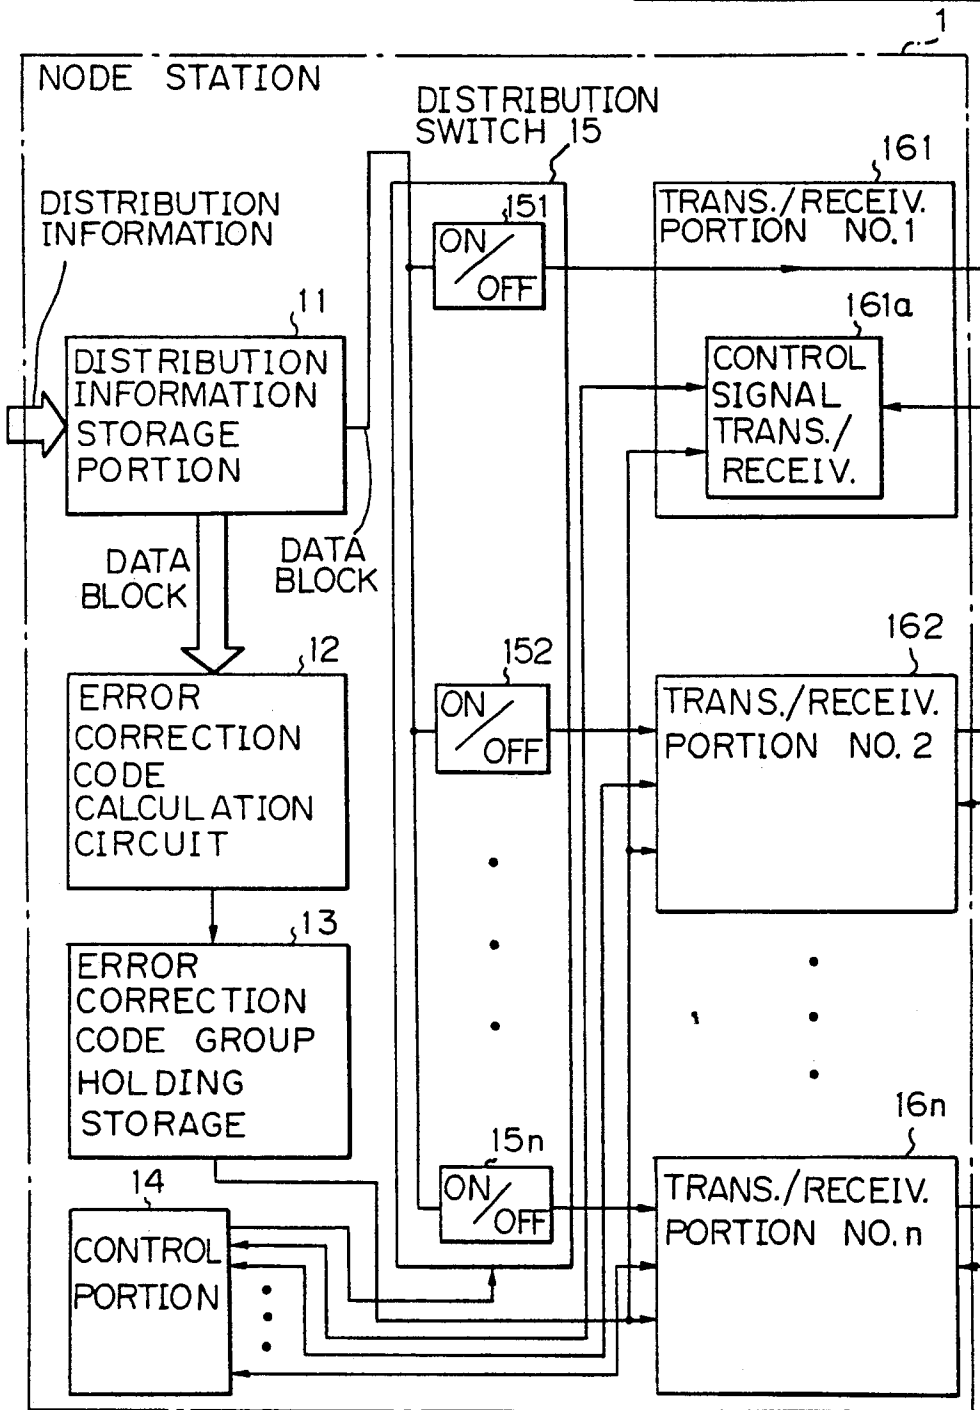 1
NODE STATION
DISTRIBUTION
SWITCH 15
161
DISTRIBUTION
INFORMATION
151
ON/OFF
TRANS./RECEIV.
PORTION NO.1
11
161a
DISTRIBUTION
INFORMATION
STORAGE
PORTION
CONTROL
SIGNAL
TRANS./
RECEIV.
DATA
BLOCK
DATA
BLOCK
12
152
162
ERROR
CORRECTION
CODE
CALCULATION
CIRCUIT
ON/OFF
TRANS./RECEIV.
PORTION NO.2
13
ERROR
CORRECTION
CODE GROUP
HOLDING
STORAGE
16n
15n
14
ON/OFF
TRANS./RECEIV.
PORTION NO.n
CONTROL
PORTION